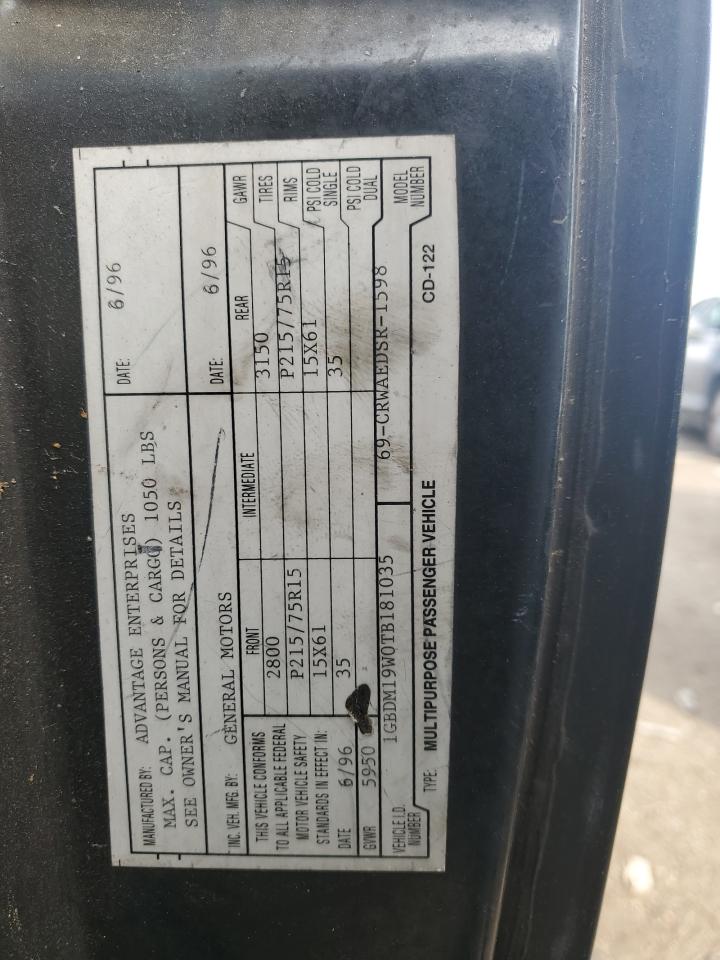 MANUFACTURED BY: ADVANTAGE ENTERPRISES DATE: 6/96
MAX. CAP. (PERSONS & CARGO) 1050 LBS
SEE OWNER'S MANUAL FOR DETAILS
INC. VEH. MFG. BY: GENERAL MOTORS DATE: 6/96
THIS VEHICLE CONFORMS FRONT INTERMEDIATE REAR
TO ALL APPLICABLE FEDERAL 2800 3150 GAWR
MOTOR VEHICLE SAFETY P215/75R15 P215/75R15 TIRES
STANDARDS IN EFFECT IN: 15X61 15X61 RIMS
DATE 6/96 35 35 PSI COLD SINGLE
GVWR 5950 PSI COLD DUAL
VEHICLE I.D. NUMBER 1GBDM19W0TB181035 69-CRWAEDSR-1598 MODEL NUMBER
TYPE: MULTIPURPOSE PASSENGER VEHICLE CD-122